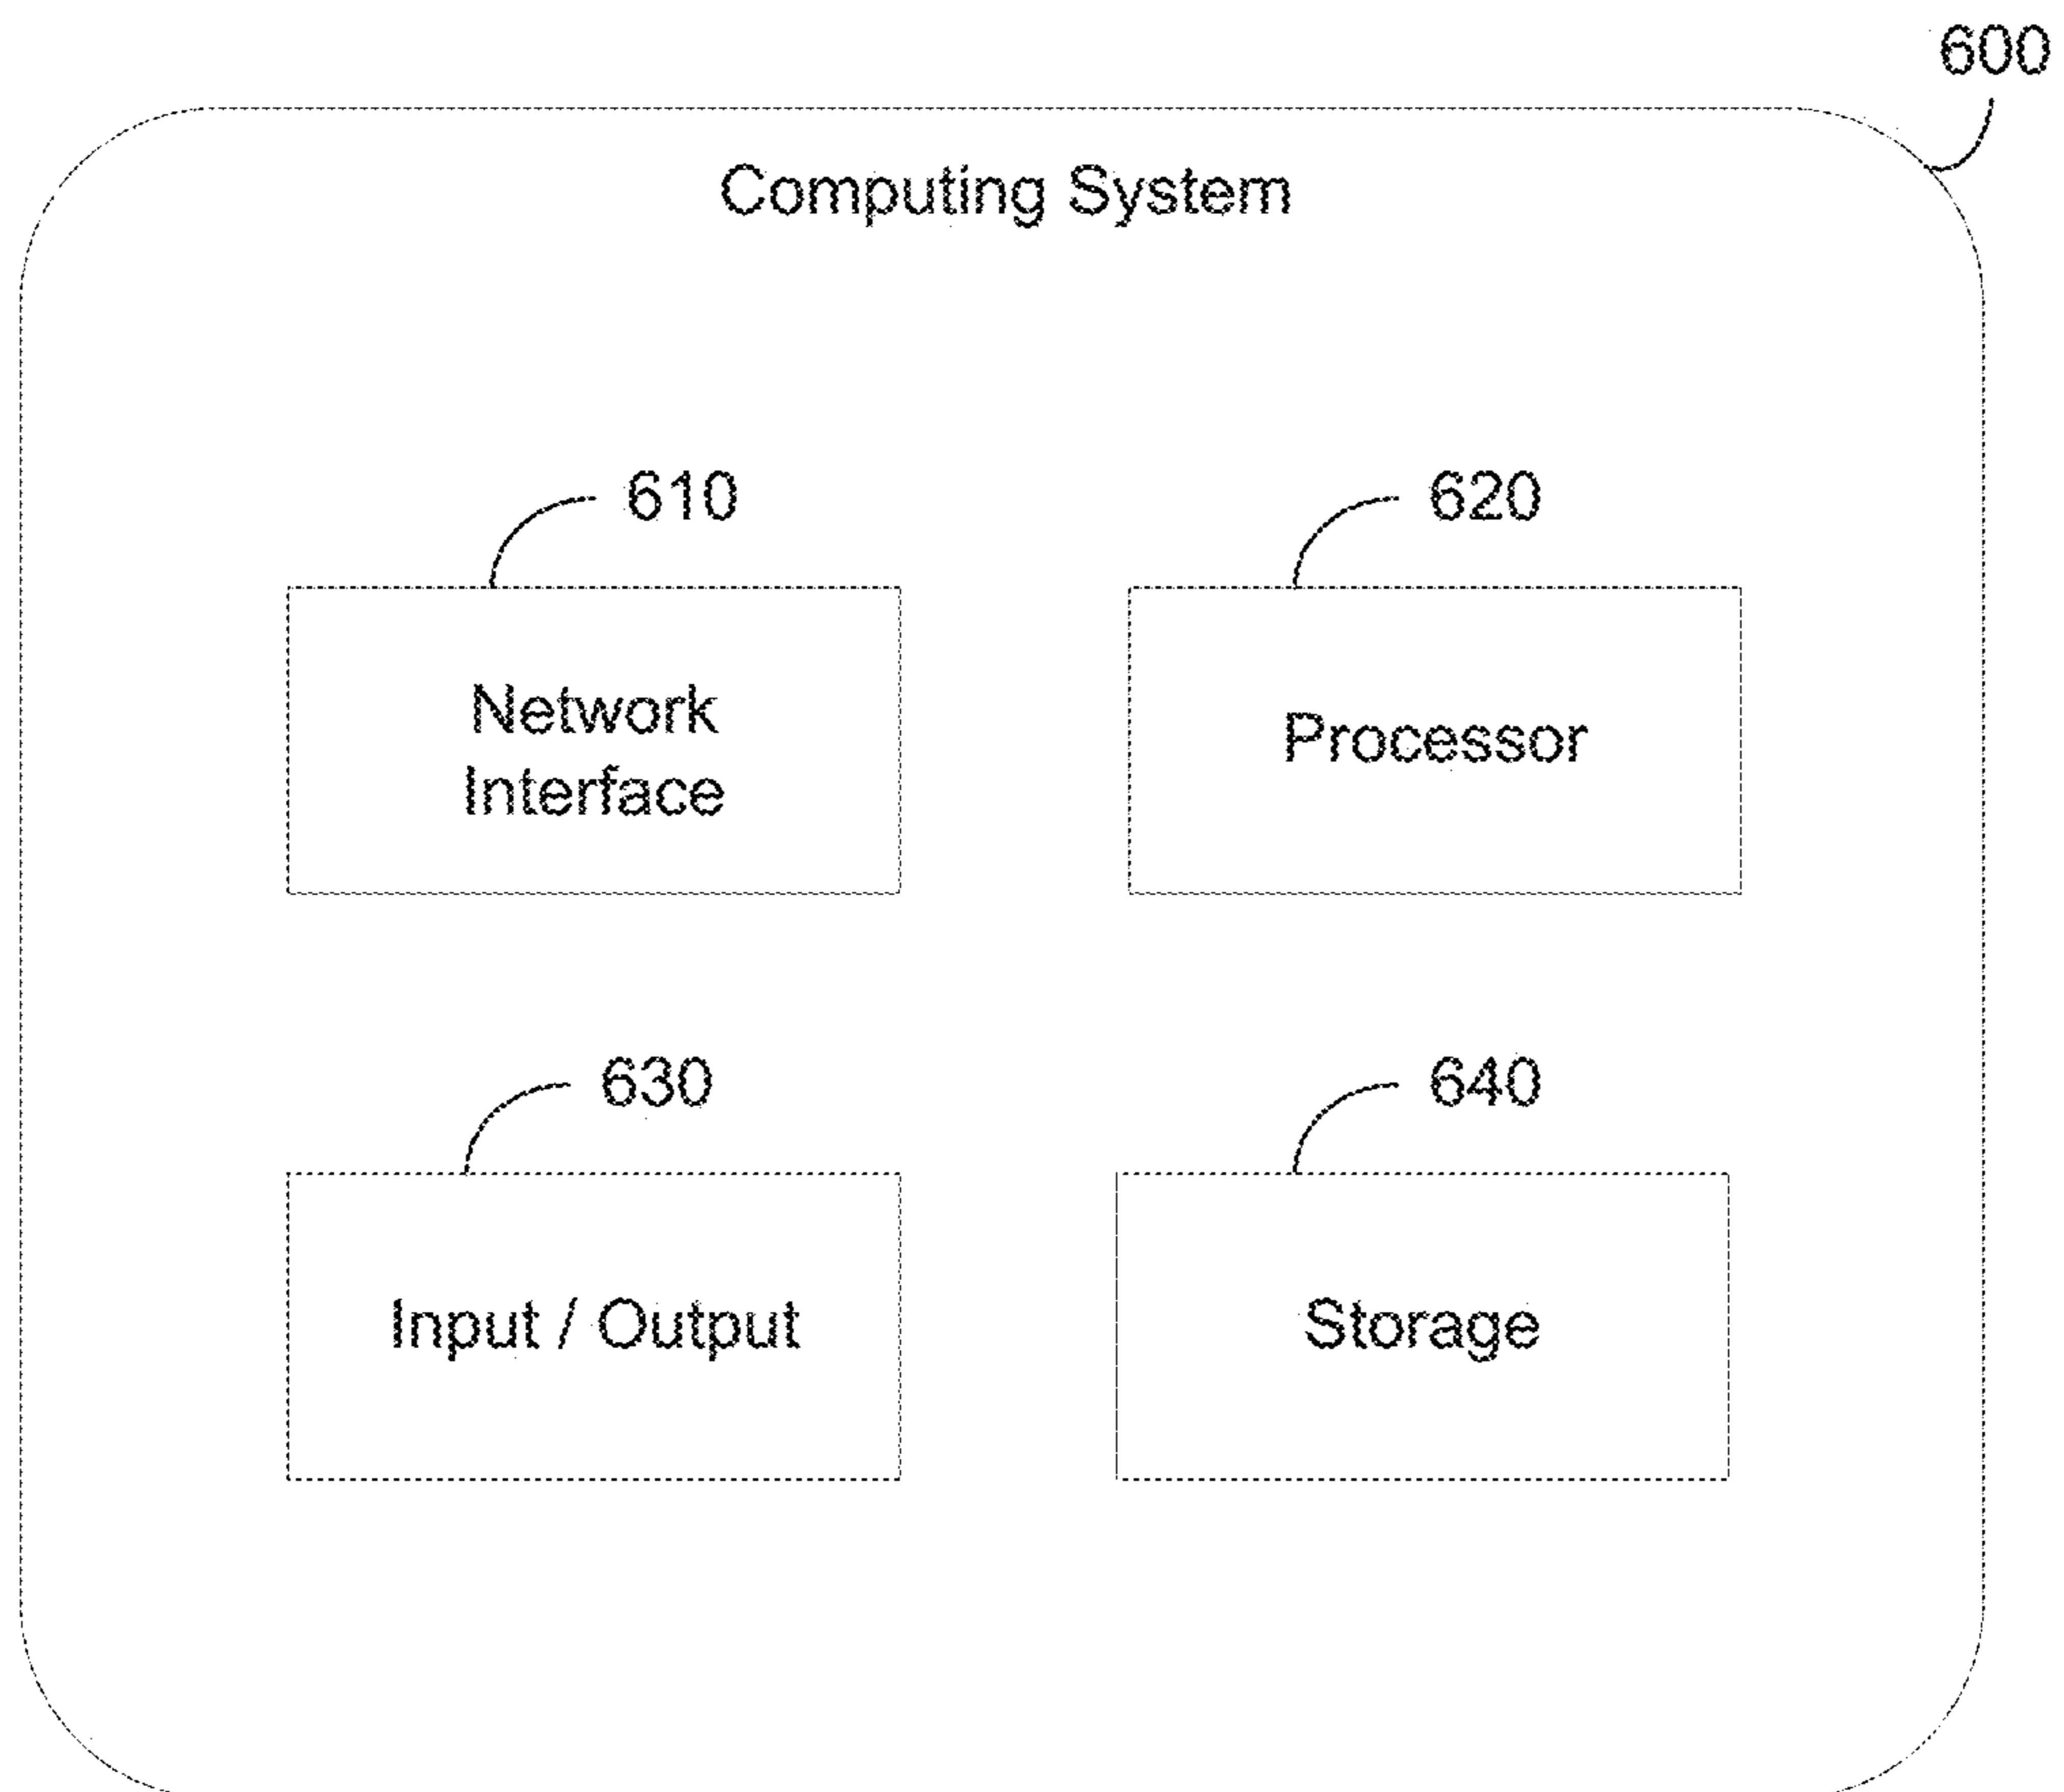 600
Computing System
610
620
Network
Interface
Processor
630
640
Input / Output
Storage